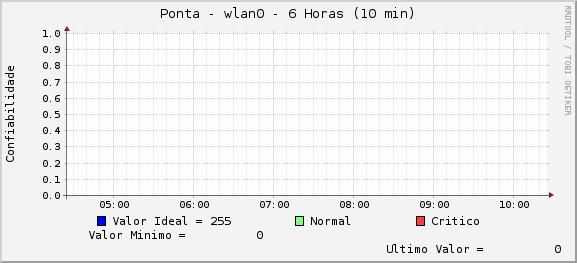 Ponta - wlan0 - 6 Horas (10 min)
RRDTOOL / TOBI OETIKER
Confiabilidade
1.0
0.9
0.8
0.7
0.6
0.5
0.4
0.3
0.2
0.1
0.0
05:00 06:00 07:00 08:00 09:00 10:00
Valor Ideal = 255 Normal Critico
Valor Minimo = 0
Ultimo Valor = 0